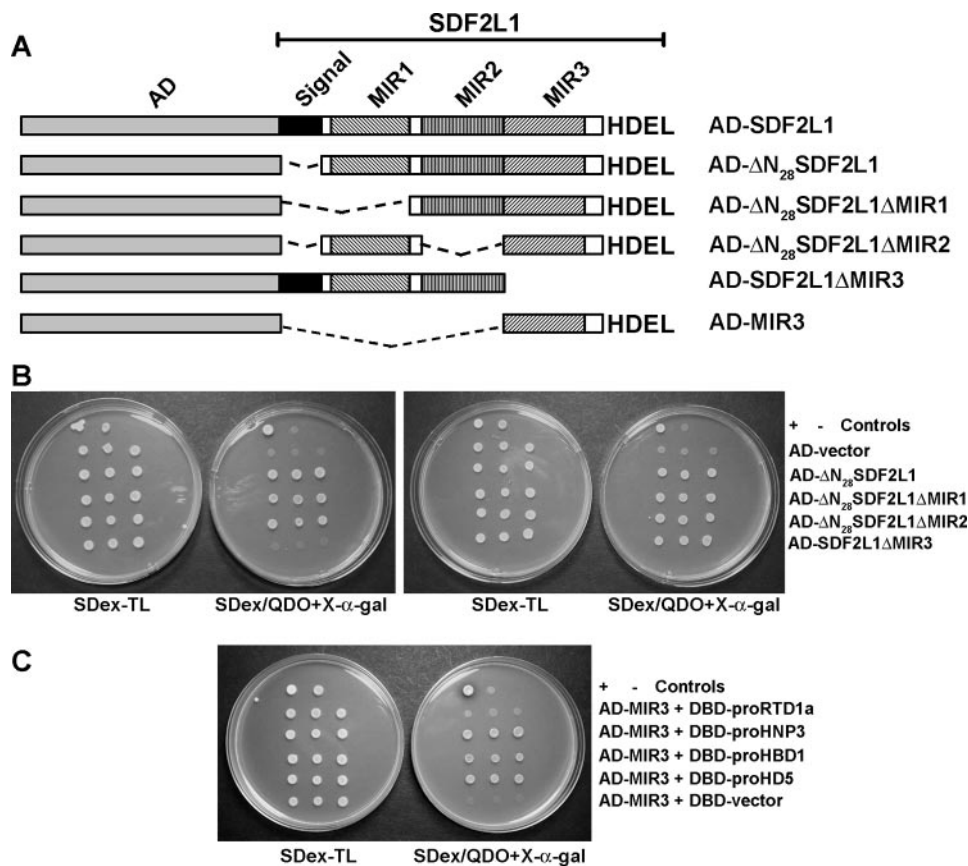 SDF2L1
A
AD
Signal
MIR1
MIR2
MIR3
HDEL AD-SDF2L1
HDEL AD-ΔN28SDF2L1
HDEL AD-ΔN28SDF2L1ΔMIR1
HDEL AD-ΔN28SDF2L1ΔMIR2
AD-SDF2L1ΔMIR3
HDEL AD-MIR3
B
+ - Controls
AD-vector
AD-ΔN28SDF2L1
AD-ΔN28SDF2L1ΔMIR1
AD-ΔN28SDF2L1ΔMIR2
AD-SDF2L1ΔMIR3
SDex-TL SDex/QDO+X-α-gal SDex-TL SDex/QDO+X-α-gal
C
+ - Controls
AD-MIR3 + DBD-proRTD1a
AD-MIR3 + DBD-proHNP3
AD-MIR3 + DBD-proHBD1
AD-MIR3 + DBD-proHD5
AD-MIR3 + DBD-vector
SDex-TL SDex/QDO+X-α-gal